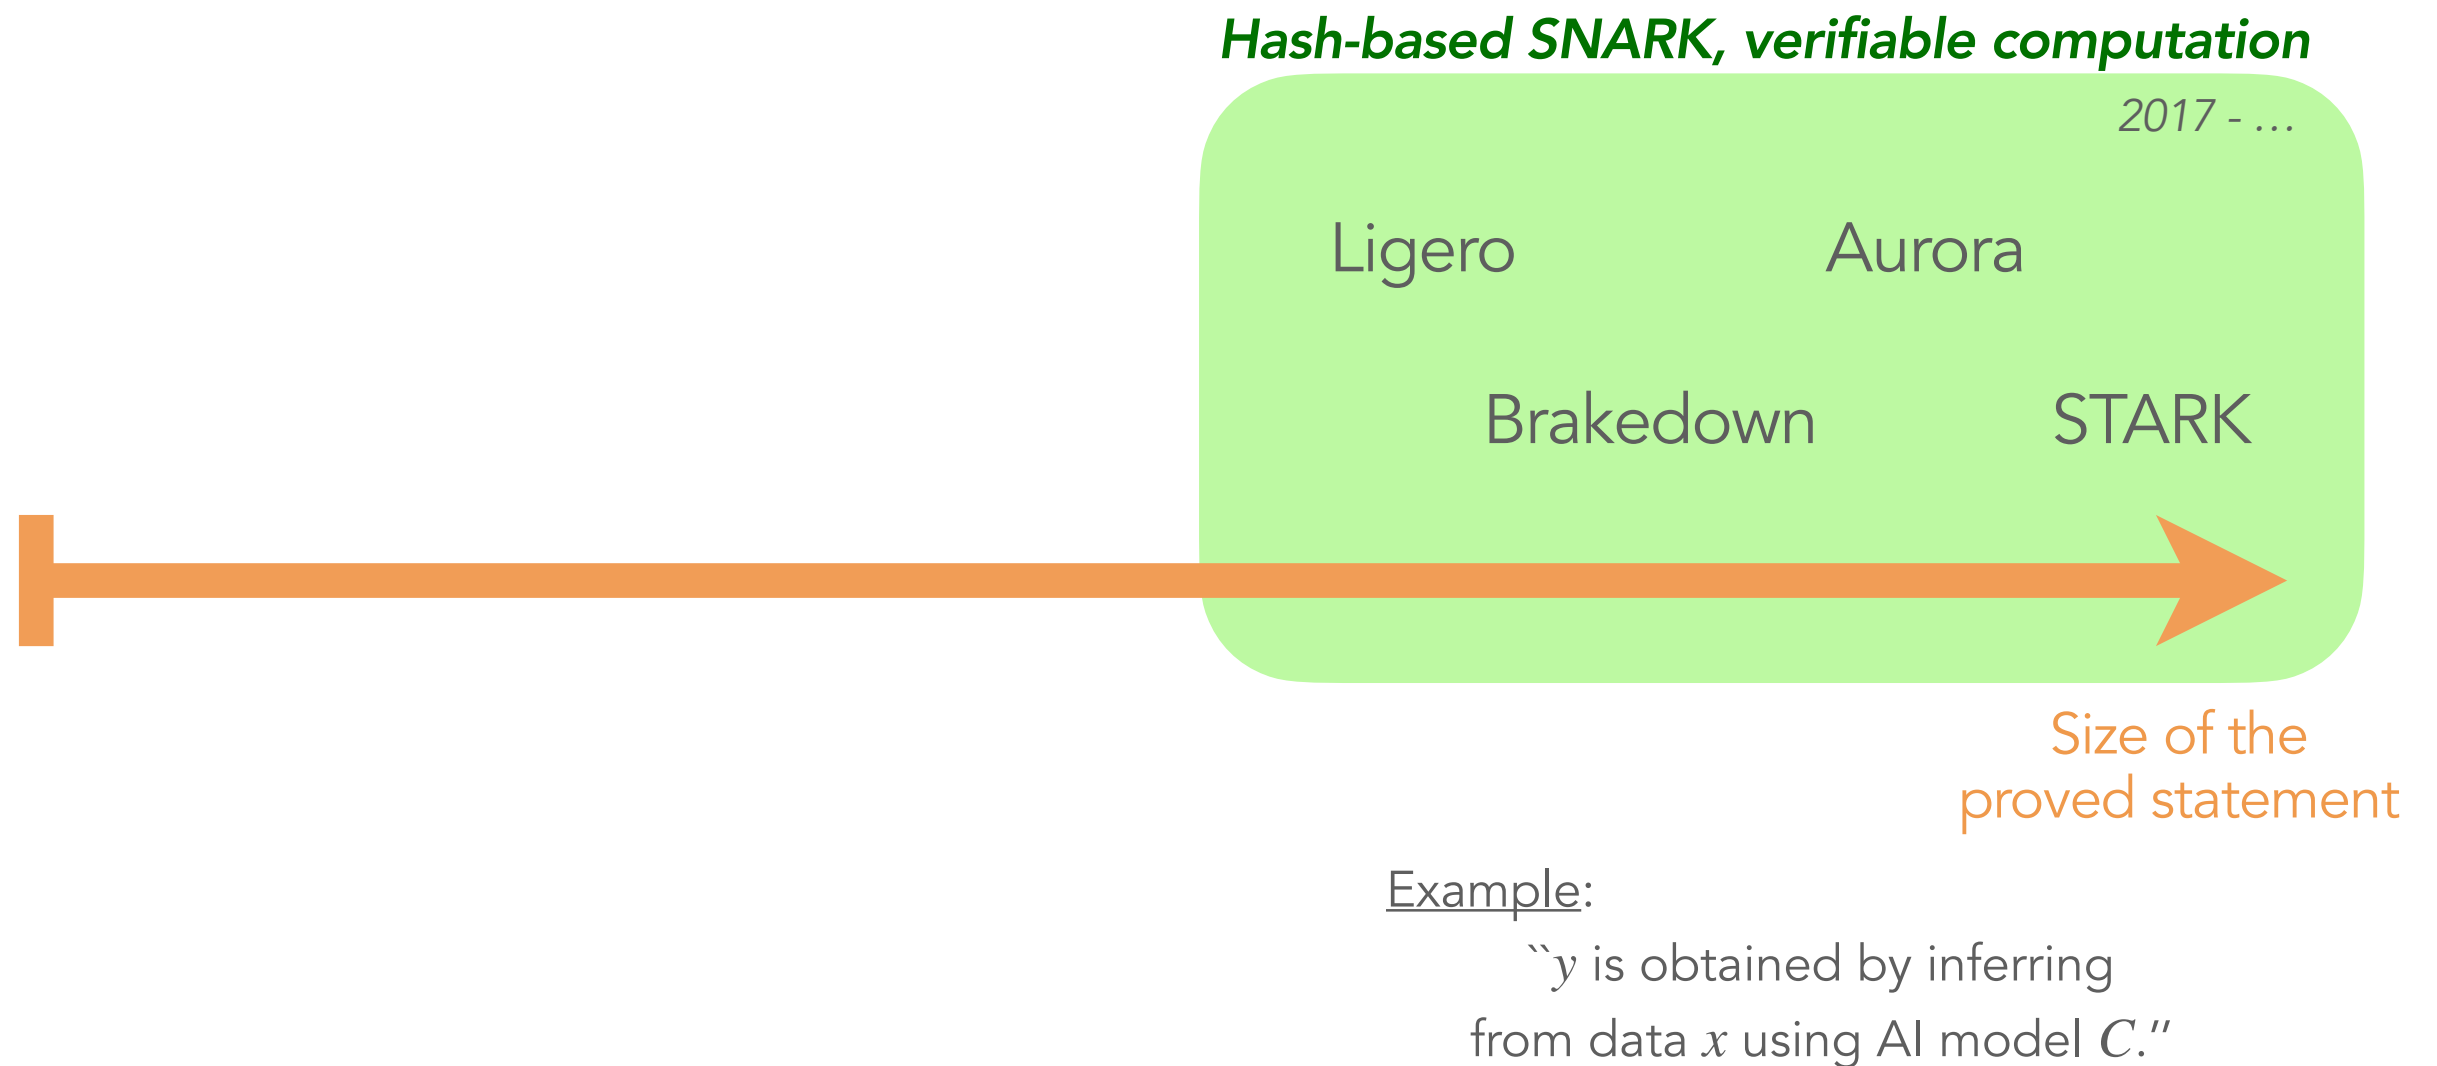 Hash-based SNARK, verifiable computation
2017 - …
Ligero
Aurora
Brakedown
STARK
Size of the
proved statement
Example:
``y is obtained by inferring
from data x using AI model C.''